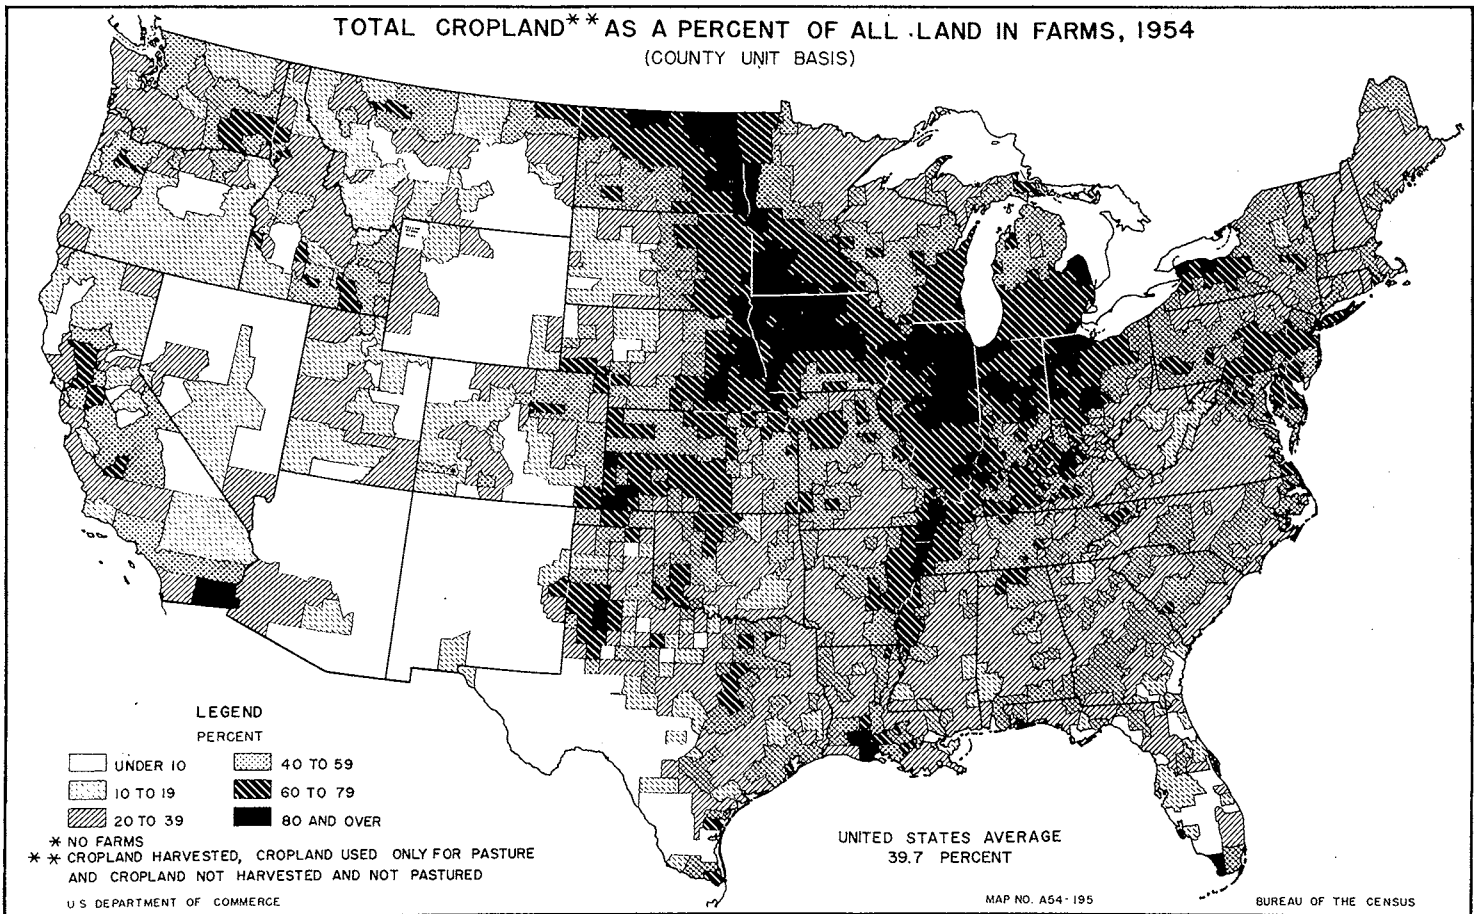 TOTAL CROPLAND** AS A PERCENT OF ALL LAND IN FARMS, 1954
(COUNTY UNIT BASIS)
LEGEND
PERCENT
UNDER 10
10 TO 19
20 TO 39
40 TO 59
60 TO 79
80 AND OVER
* NO FARMS
** CROPLAND HARVESTED, CROPLAND USED ONLY FOR PASTURE
AND CROPLAND NOT HARVESTED AND NOT PASTURED
U S DEPARTMENT OF COMMERCE
UNITED STATES AVERAGE
39.7 PERCENT
MAP NO. A54-195
BUREAU OF THE CENSUS